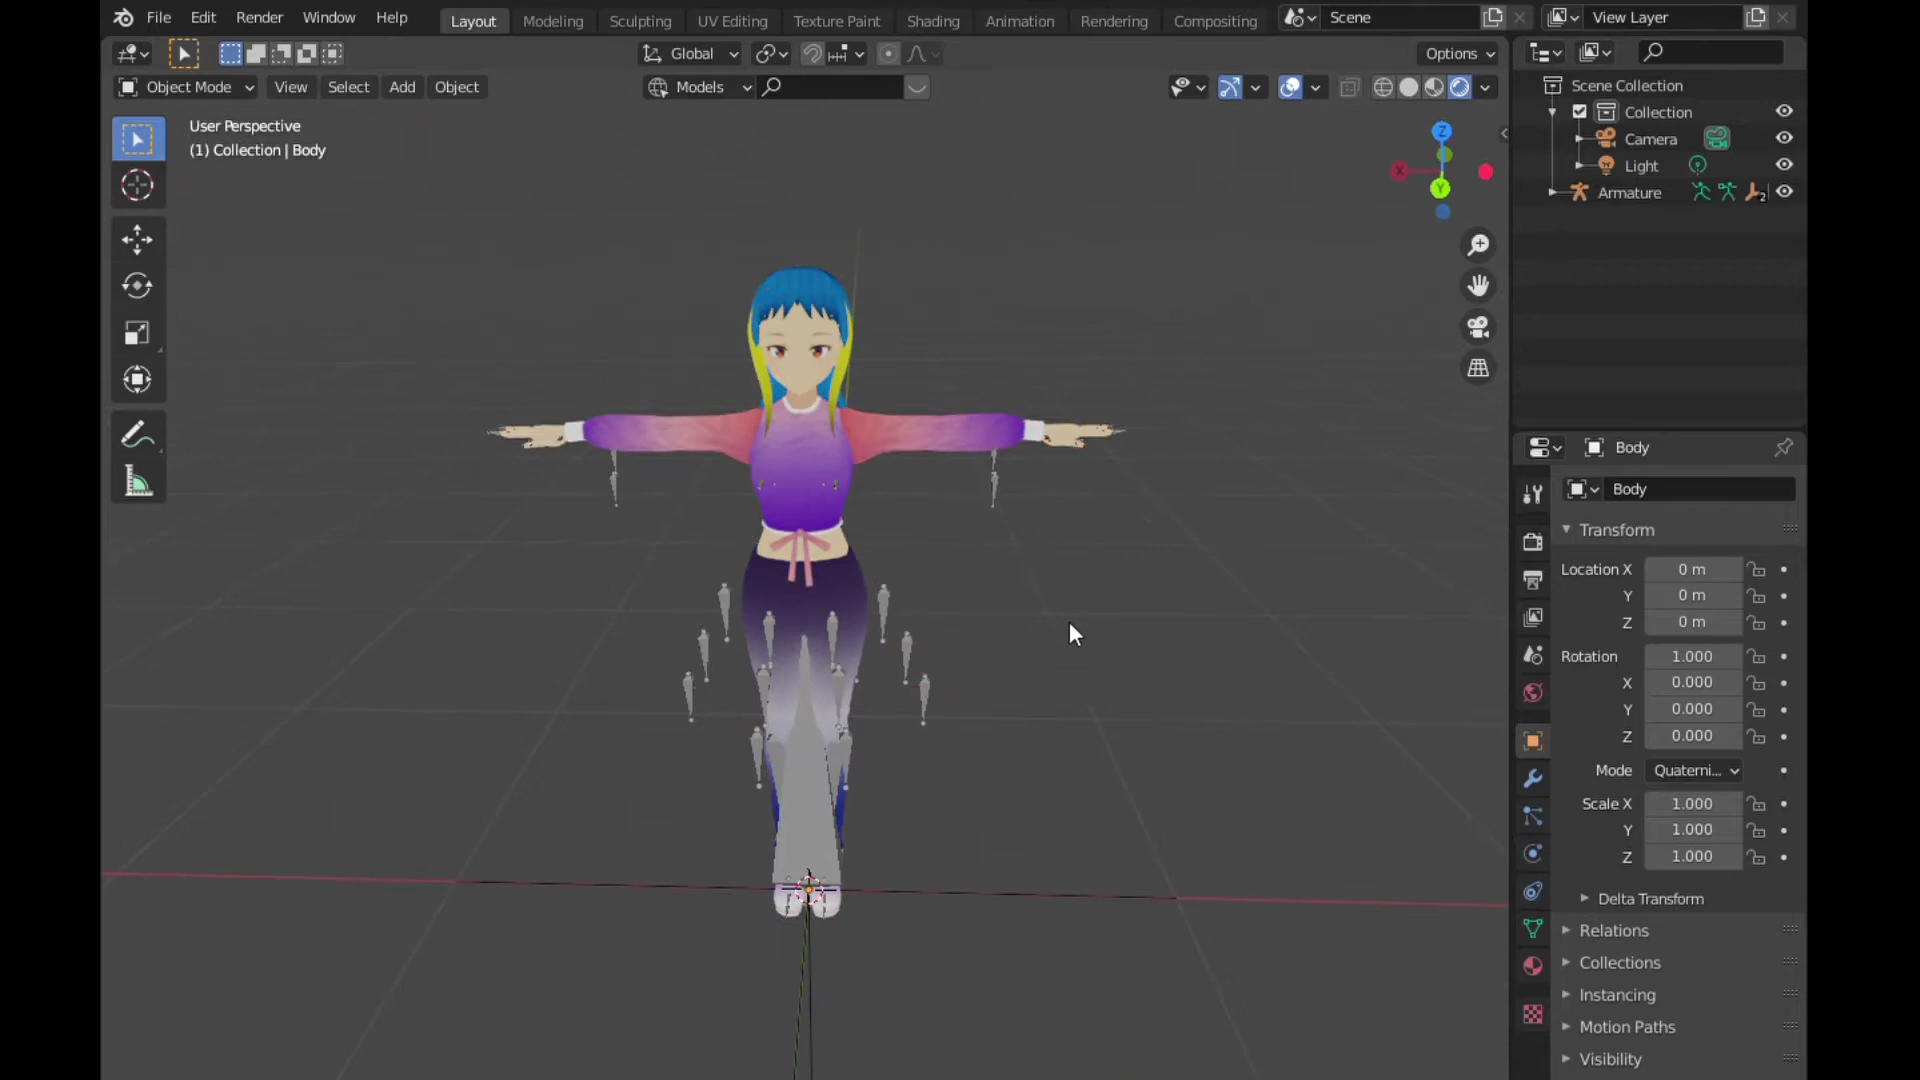 File Edit Render Window Help Layout Modeling Sculpting UV Editing Texture Paint Shading Animation Rendering Compositing Scene View Layer
Global Options
Object Mode View Select Add Object Models
User Perspective
(1) Collection | Body
Z
X
Y
Scene Collection
Collection
Camera
Light
Armature 2
Body
Body
Transform
Location X 0 m
Y 0 m
Z 0 m
Rotation 1.000
X 0.000
Y 0.000
Z 0.000
Mode Quaterni...
Scale X 1.000
Y 1.000
Z 1.000
Delta Transform
Relations
Collections
Instancing
Motion Paths
Visibility